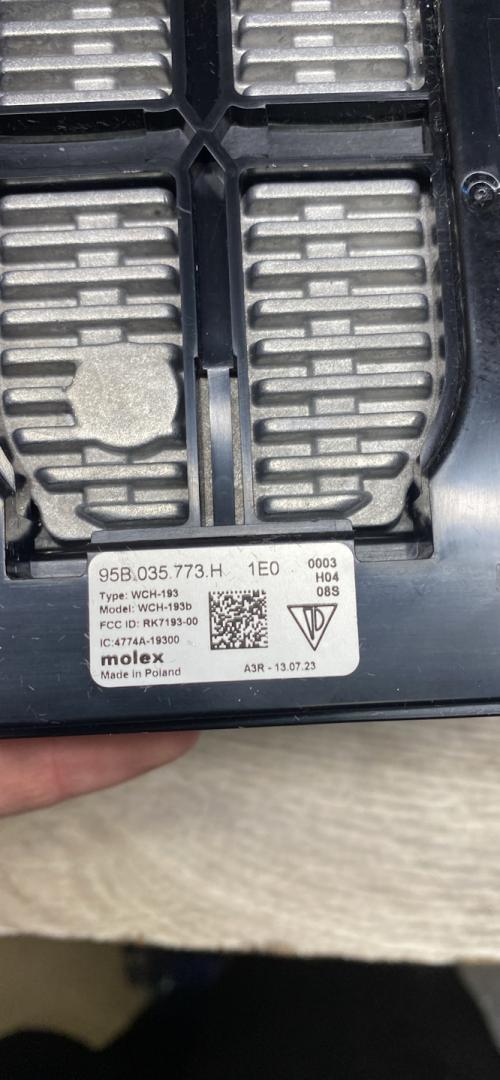 95B.035.773.H 1E0
0003
H04
08S
Type: WCH-193
Model: WCH-193b
FCC ID: RK7193-00
IC:4774A-19300
molex
Made in Poland
A3R - 13.07.23